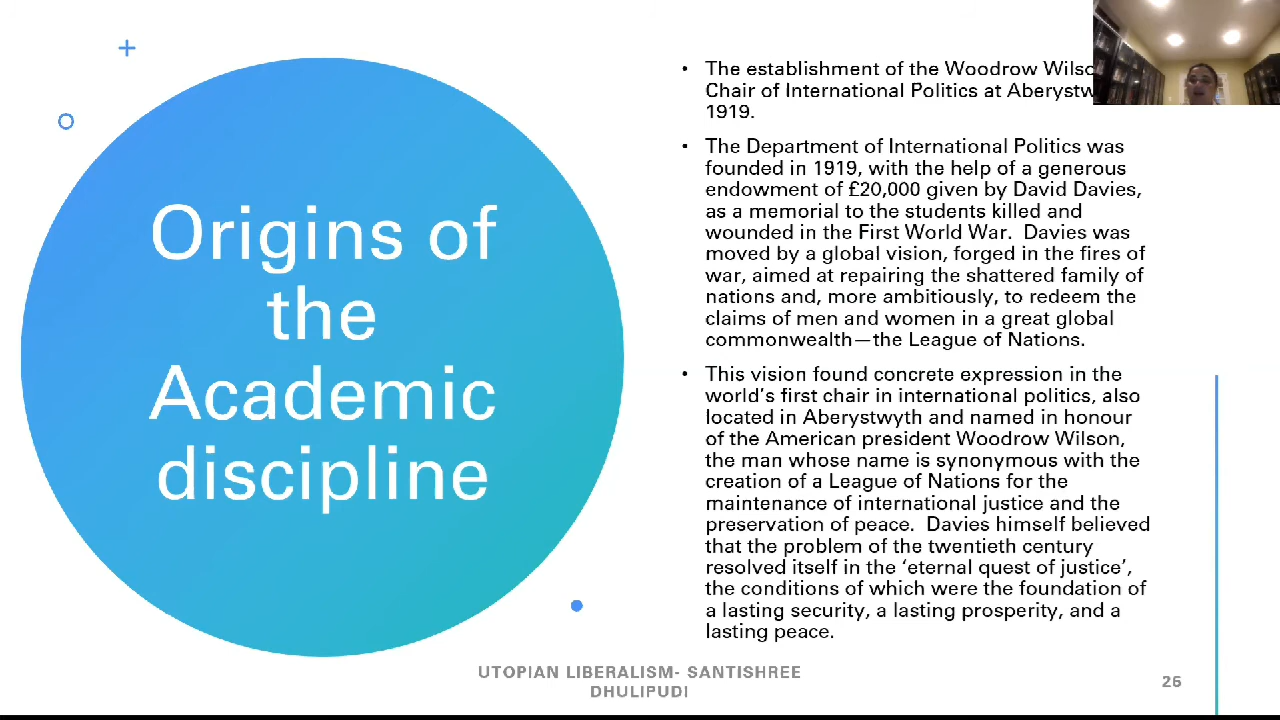 Origins of
the
Academic
discipline
• The establishment of the Woodrow
Chair of International Politics at
1919.
• The Department of International Politics was
founded in 1919, with the help of a generous
endowment of £20,000 given by David Davies,
as a memorial to the students killed and
wounded in the First World War.  Davies was
moved by a global vision, forged in the fires of
war, aimed at repairing the shattered family of
nations and, more ambitiously, to redeem the
claims of men and women in a great global
commonwealth—the League of Nations.
• This vision found concrete expression in the
world's first chair in international politics, also
located in Aberystwyth and named in honour
of the American president Woodrow Wilson,
the man whose name is synonymous with the
creation of a League of Nations for the
maintenance of international justice and the
preservation of peace.  Davies himself believed
that the problem of the twentieth century
resolved itself in the ‘eternal quest of justice’,
the conditions of which were the foundation of
a lasting security, a lasting prosperity, and a
lasting peace.
UTOPIAN LIBERALISM- SANTISHREE
DHULIPUDI
26